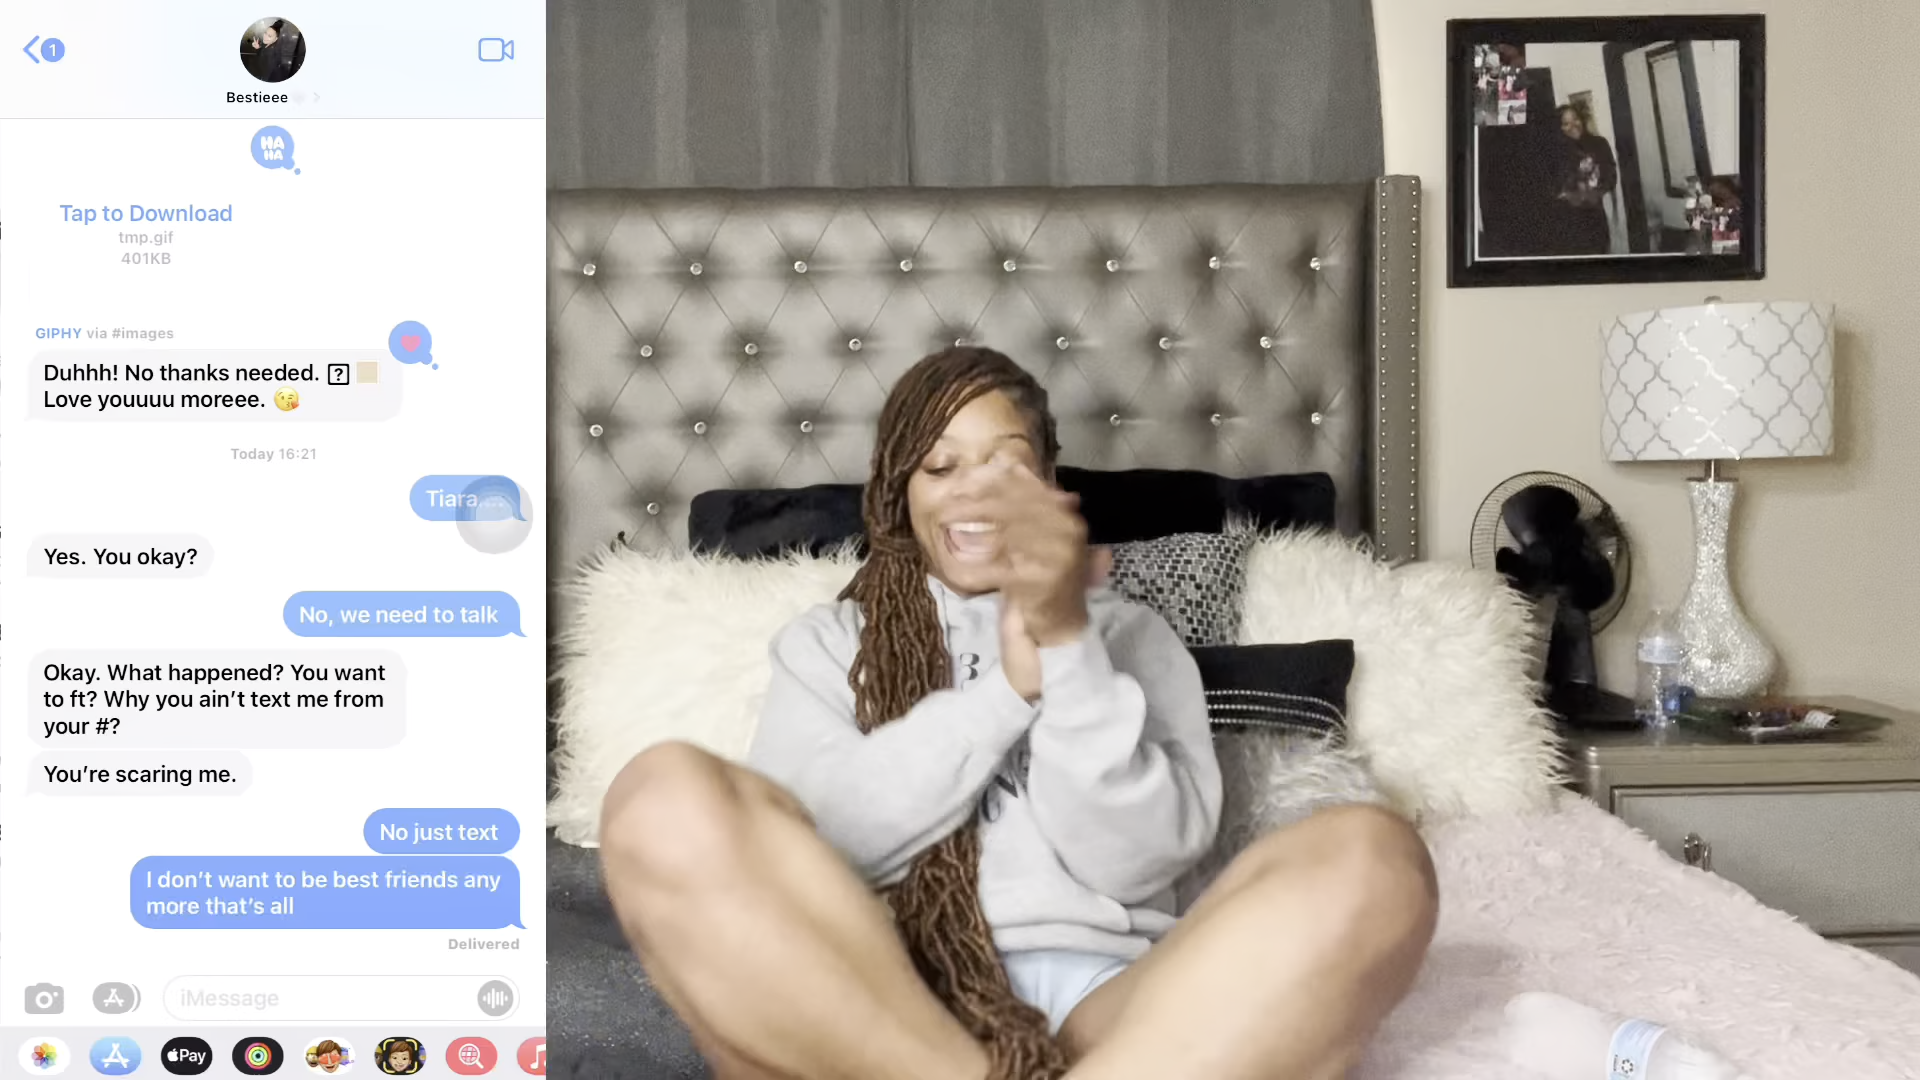 1
Bestieee
HA
HA
Tap to Download
tmp.gif
401KB
GIPHY via #images
Duhhh! No thanks needed.
Love youuuu moreee. 😘
Today 16:21
Tiara....
Yes. You okay?
No, we need to talk
Okay. What happened? You want
to ft? Why you ain’t text me from
your #?
You’re scaring me.
No just text
I don’t want to be best friends any
more that’s all
Delivered
iMessage
Pay